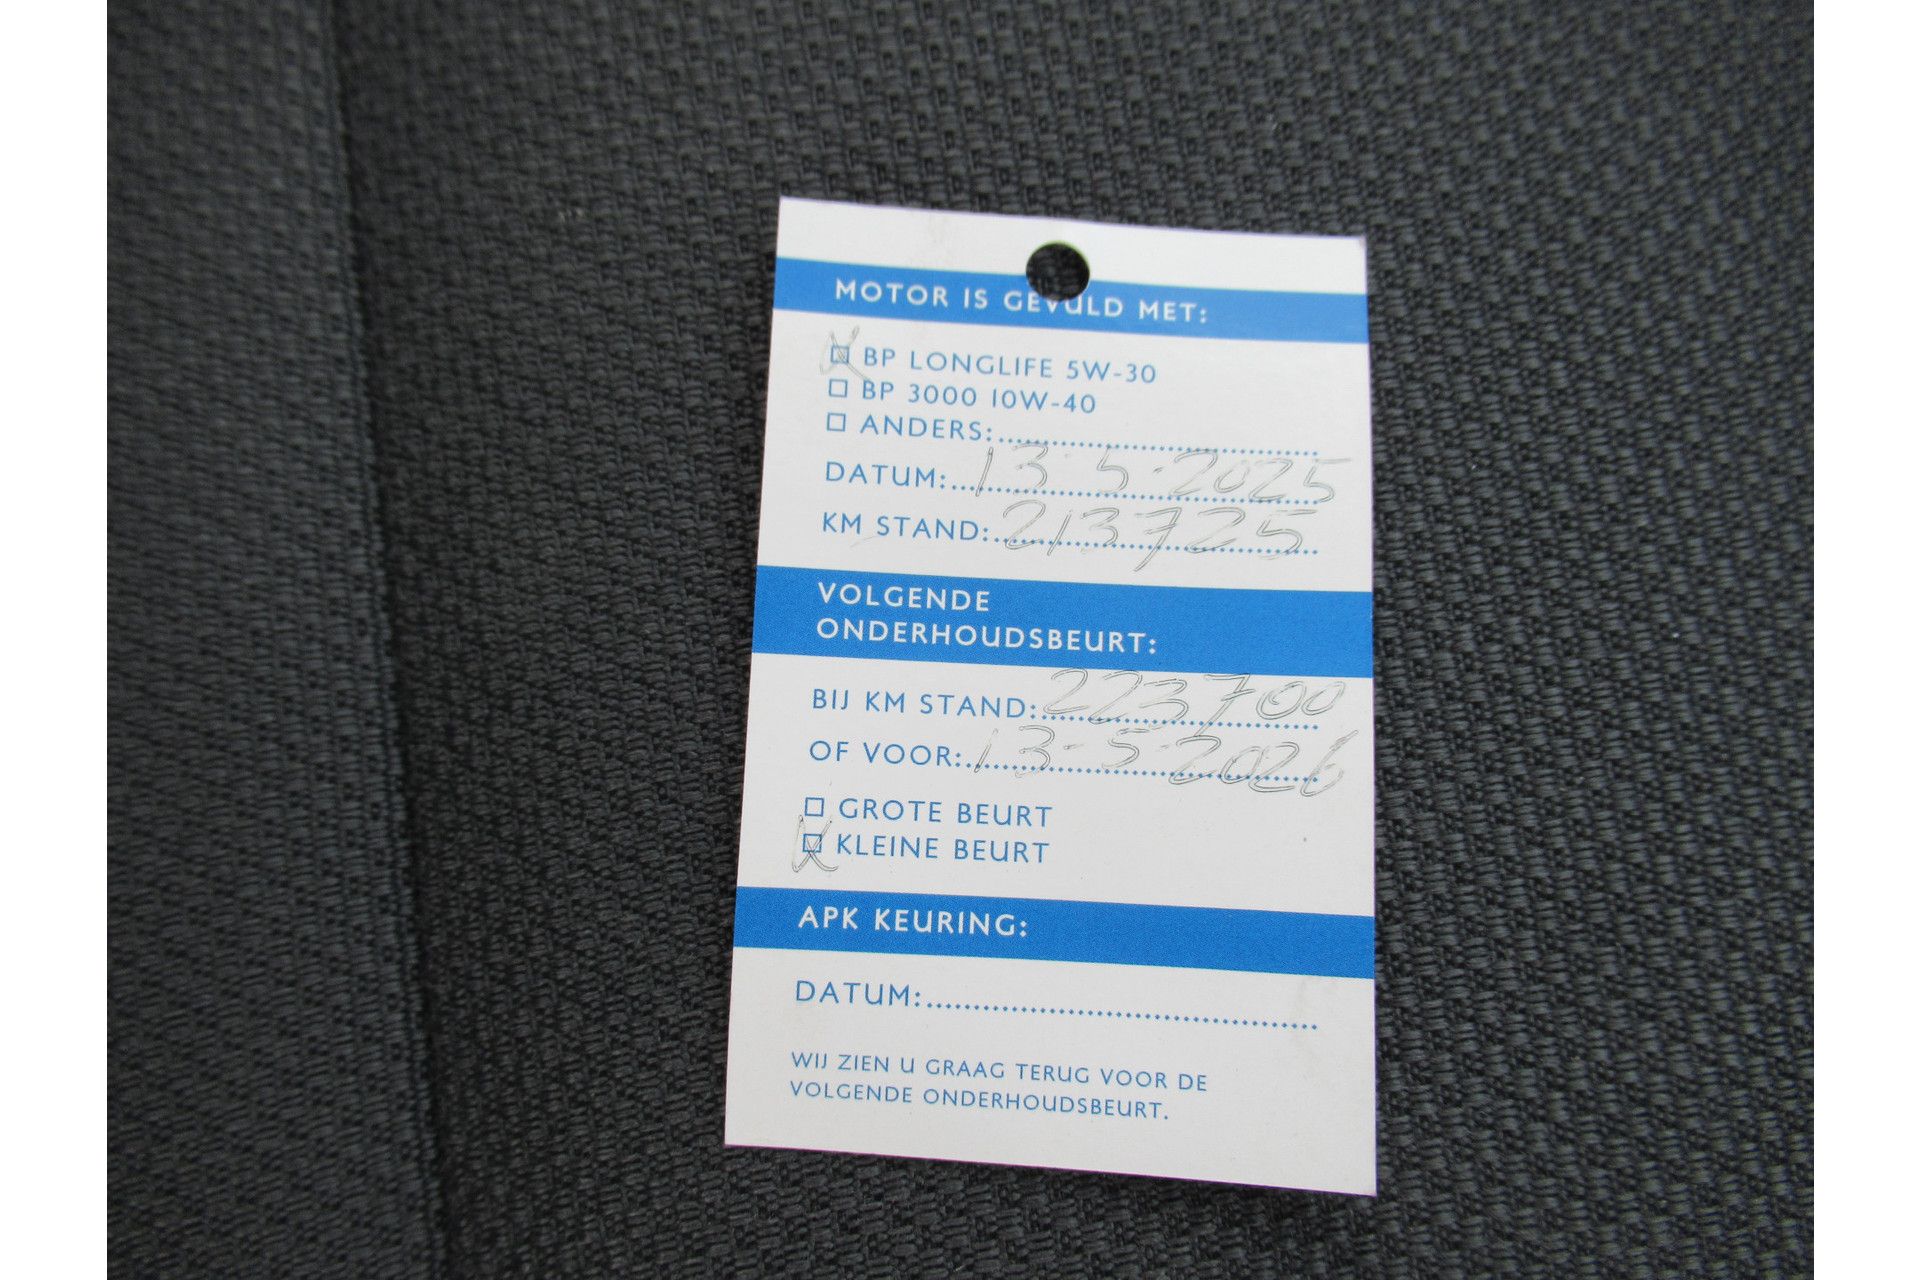 MOTOR IS GEVULD MET:
☒ BP LONGLIFE 5W-30
☐ BP 3000 10W-40
☐ ANDERS:
DATUM: 13-5-2025
KM STAND: 213725
VOLGENDE
ONDERHOUDSBEURT:
BIJ KM STAND: 223700
OF VOOR: 13-5-2026
☐ GROTE BEURT
☒ KLEINE BEURT
APK KEURING:
DATUM:
WIJ ZIEN U GRAAG TERUG VOOR DE
VOLGENDE ONDERHOUDSBEURT.